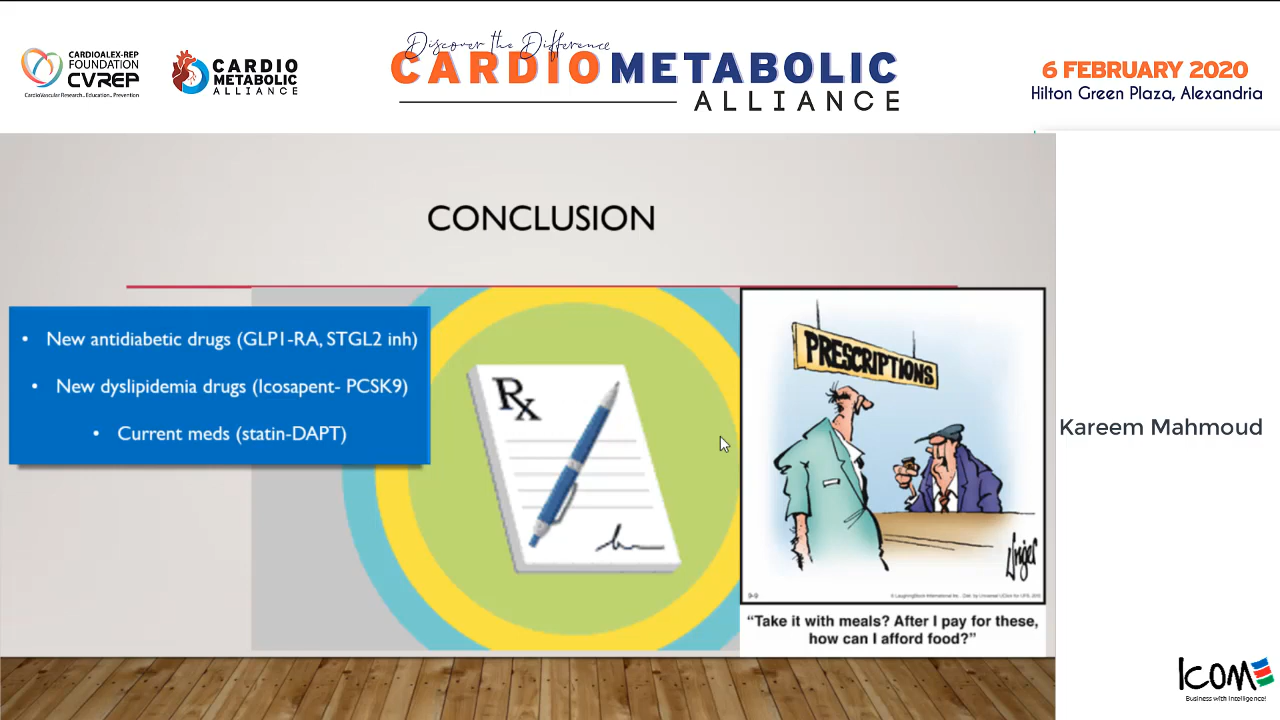 CARDIOALEX-REP
FOUNDATION
CVREP
CardioVascular Research.. Education.. Prevention
CARDIO
METABOLIC
ALLIANCE
Discover the Difference
CARDIOMETABOLIC
ALLIANCE
6 FEBRUARY 2020
Hilton Green Plaza, Alexandria
CONCLUSION
• New antidiabetic drugs (GLP1-RA, STGL2 inh)
• New dyslipidemia drugs (Icosapent- PCSK9)
• Current meds (statin-DAPT)
Rx
PRESCRIPTIONS
"Take it with meals? After I pay for these,
how can I afford food?"
Kareem Mahmoud
ICOM
Business with Intelligence!